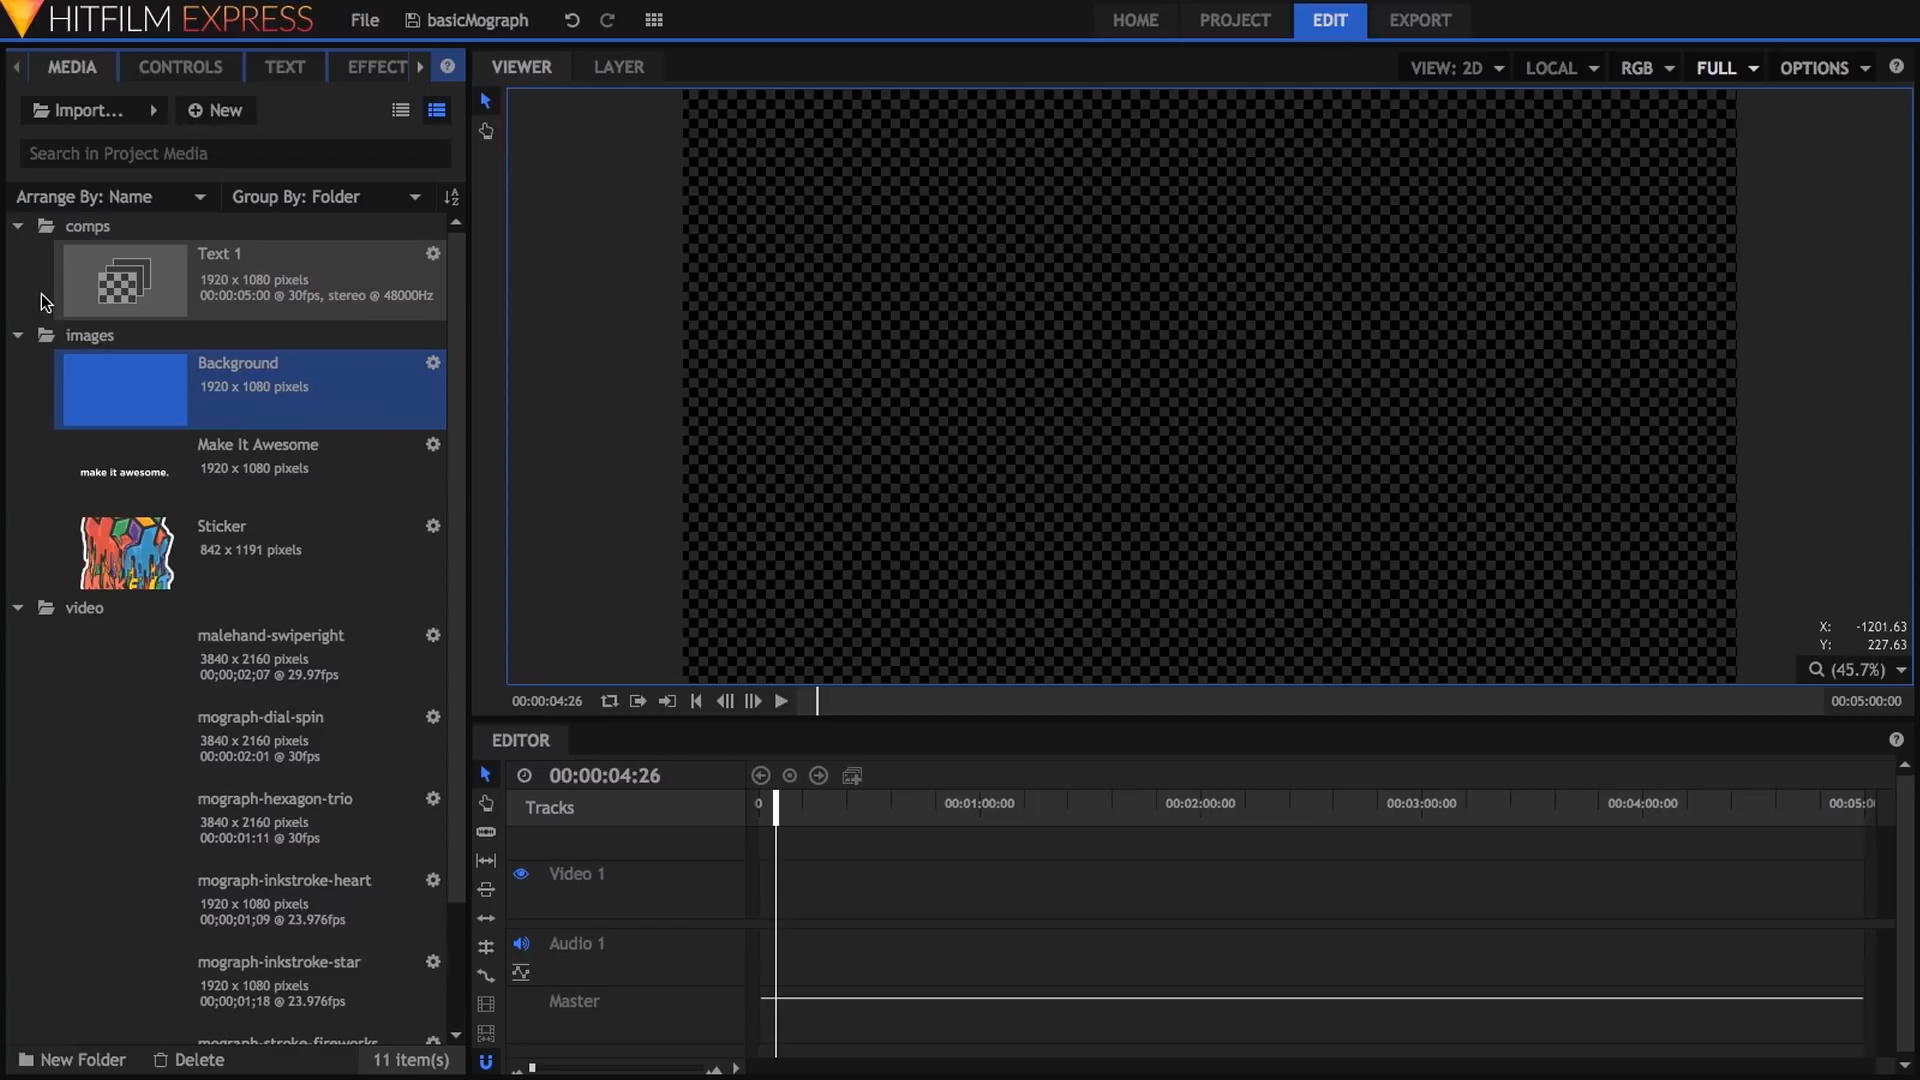 HITFILM EXPRESS
File
basicMograph
HOME
PROJECT
EDIT
EXPORT
MEDIA
CONTROLS
TEXT
EFFECT
VIEWER
LAYER
VIEW: 2D
LOCAL
RGB
FULL
OPTIONS
Import...
New
Search in Project Media
Arrange By: Name
Group By: Folder
comps
Text 1
1920 x 1080 pixels
00:00:05:00 @ 30fps, stereo @ 48000Hz
images
Background
1920 x 1080 pixels
Make It Awesome
1920 x 1080 pixels
make it awesome.
Sticker
842 x 1191 pixels
video
malehand-swiperight
3840 x 2160 pixels
00;00;02;07 @ 29.97fps
mograph-dial-spin
3840 x 2160 pixels
00:00:02:01 @ 30fps
mograph-hexagon-trio
3840 x 2160 pixels
00:00:01:11 @ 30fps
mograph-inkstroke-heart
1920 x 1080 pixels
00;00;01;09 @ 23.976fps
mograph-inkstroke-star
1920 x 1080 pixels
00;00;01;18 @ 23.976fps
mograph-stroke-fireworks
New Folder
Delete
11 item(s)
X: -1201.63
Y: 227.63
(45.7%)
00:00:04:26
00:05:00:00
EDITOR
00:00:04:26
Tracks
0
00:01:00:00
00:02:00:00
00:03:00:00
00:04:00:00
00:05:0
Video 1
Audio 1
Master